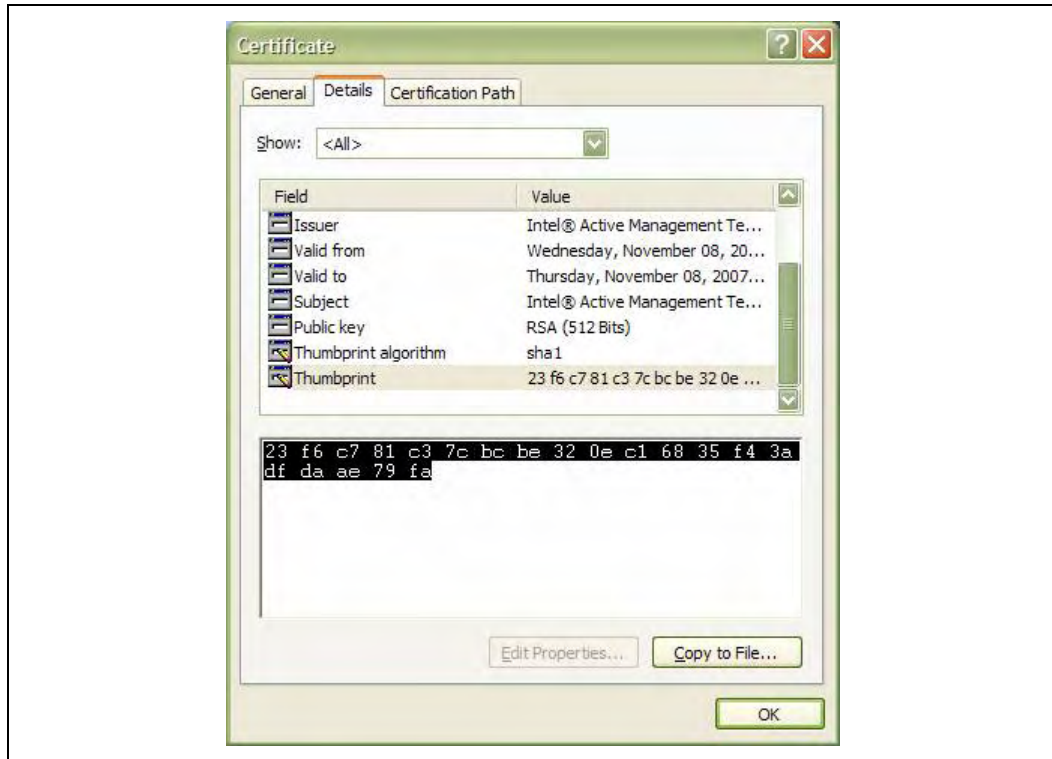 Certificate
General Details Certification Path
Show: <All>
Field Value
Issuer Intel® Active Management Te...
Valid from Wednesday, November 08, 20...
Valid to Thursday, November 08, 2007...
Subject Intel® Active Management Te...
Public key RSA (512 Bits)
Thumbprint algorithm sha1
Thumbprint 23 f6 c7 81 c3 7c bc be 32 0e ...
23 f6 c7 81 c3 7c bc be 32 0e c1 68 35 f4 3a
df da ae 79 fa
Edit Properties... Copy to File...
OK